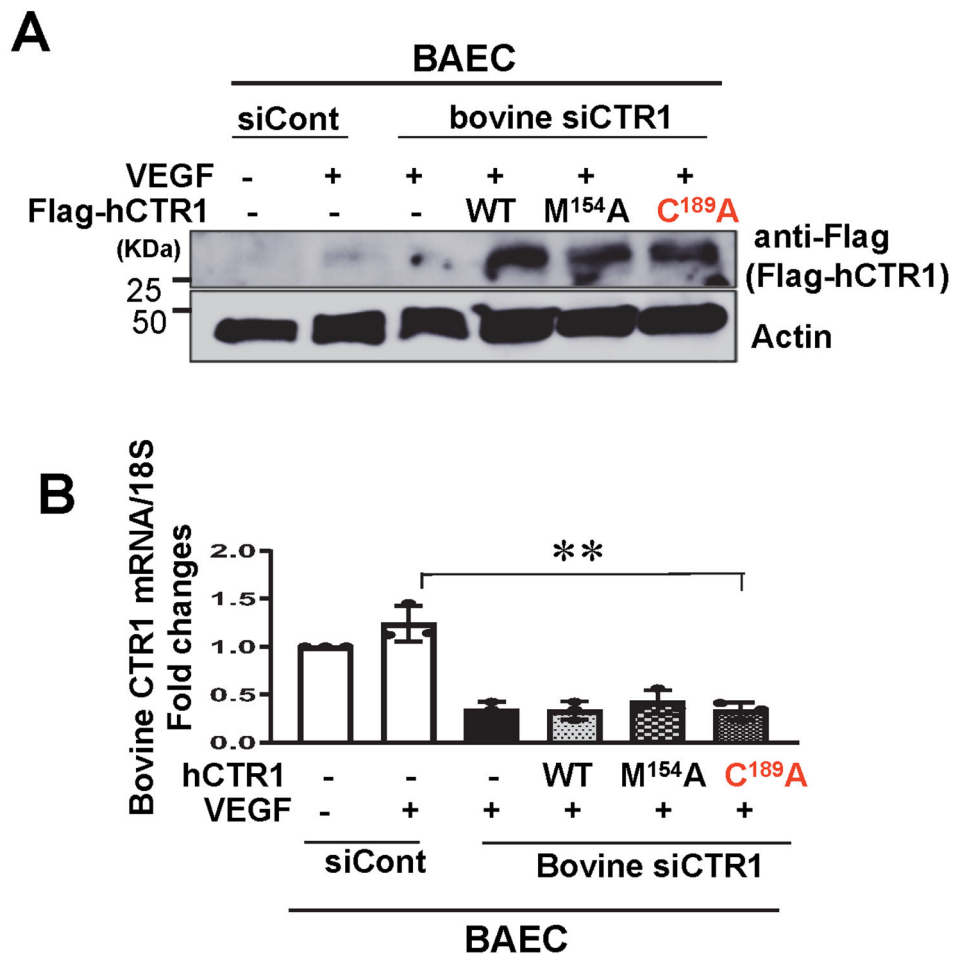 A
BAEC
siCont bovine siCTR1
VEGF - + + + + +
Flag-hCTR1 - - - WT M¹⁵⁴A C¹⁸⁹A
(KDa)
25
50
anti-Flag
(Flag-hCTR1)
Actin
B
Bovine CTR1 mRNA/18S
Fold changes
2.0
1.5
1.0
0.5
0.0
**
hCTR1 - - - WT M¹⁵⁴A C¹⁸⁹A
VEGF - + + + + +
siCont Bovine siCTR1
BAEC